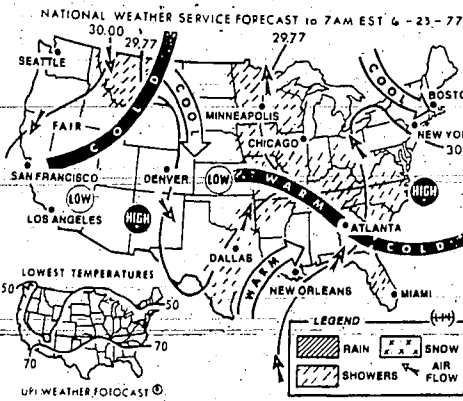 NATIONAL WEATHER SERVICE FORECAST to 7AM EST 6-23-77
30.00
29.77
29.77
SEATTLE
COLD
COOL
COOL
BOSTO
MINNEAPOLIS
FAIR
NEW YOR
CHICAGO
30
SAN FRANCISCO
DENVER
LOW
WARM
HIGH
LOW
LOS ANGELES
HIGH
ATLANTA
COLD
DALLAS
WARM
NEW ORLEANS
MIAMI
LOWEST TEMPERATURES
50
50
70
70
LEGEND
RAIN
SNOW
SHOWERS
AIR FLOW
UPI WEATHER FOTOCAST ®